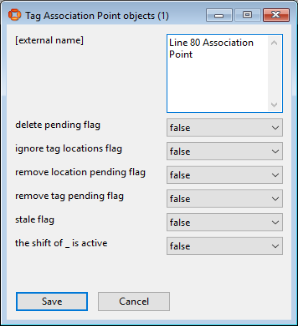 Tag Association Point objects (1)
[external name]
Line 80 Association
Point
delete pending flag
false
ignore tag locations flag
false
remove location pending flag
false
remove tag pending flag
false
stale flag
false
the shift of _ is active
false
Save
Cancel